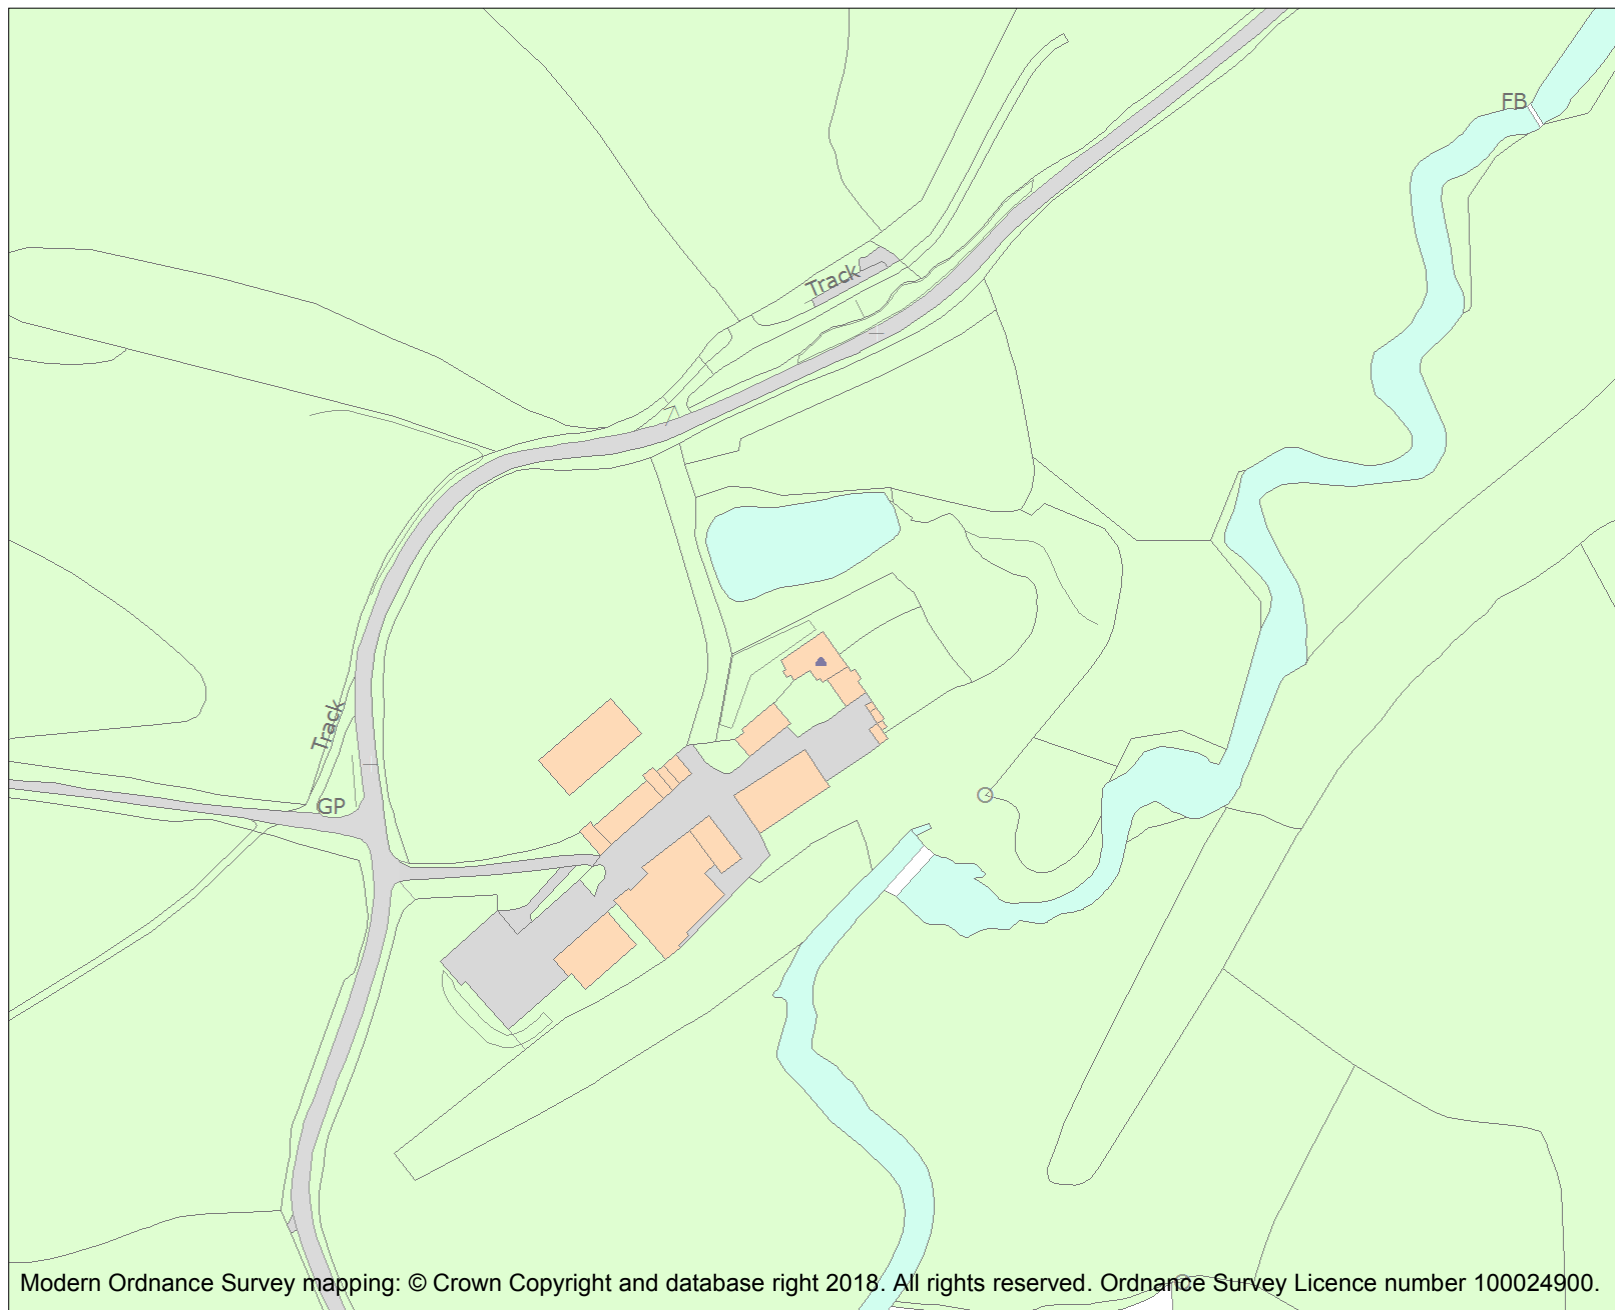 FB
Track
Track
GP
Modern Ordnance Survey mapping: © Crown Copyright and database right 2018. All rights reserved. Ordnance Survey Licence number 100024900.